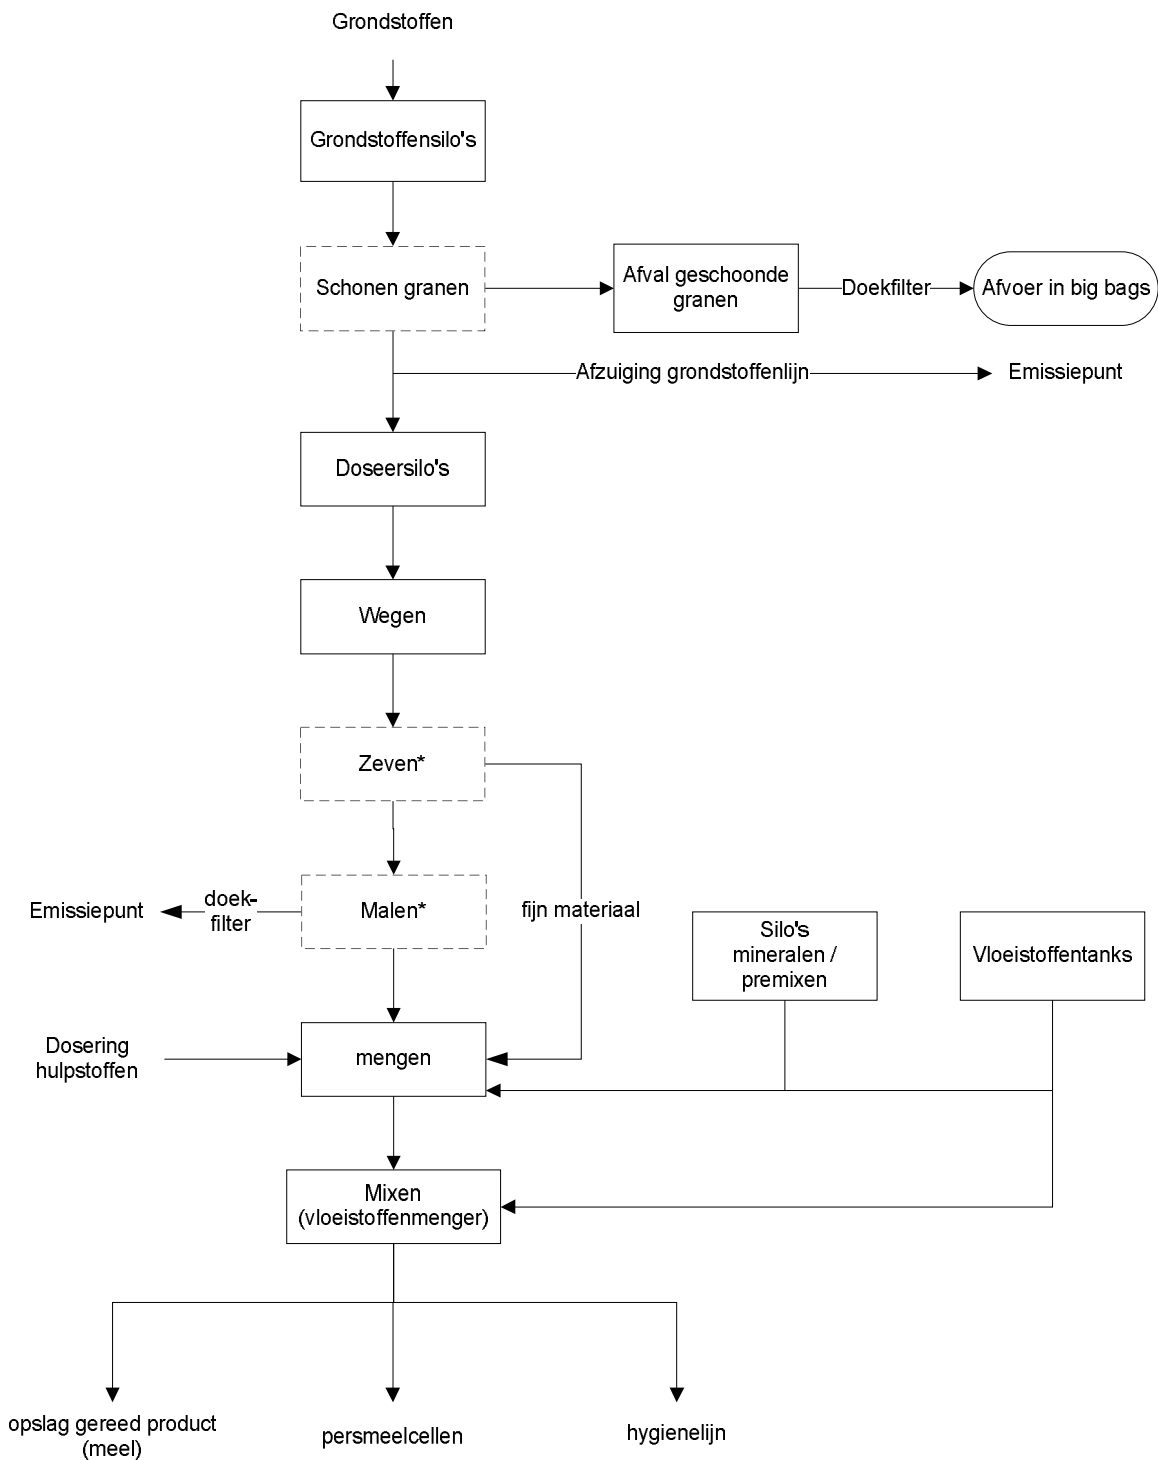 Grondstoffen
Grondstoffensilo's
Schonen granen
Afval geschoonde
granen
Doekfilter
Afvoer in big bags
Afzuiging grondstoffenlijn
Emissiepunt
Doseersilo's
Wegen
Zeven*
Emissiepunt
doek-
filter
Malen*
fijn materiaal
Silo's
mineralen /
premixen
Vloeistoffentanks
Dosering
hulpstoffen
mengen
Mixen
(vloeistoffenmenger)
opslag gereed product
(meel)
persmeelcellen
hygienelijn